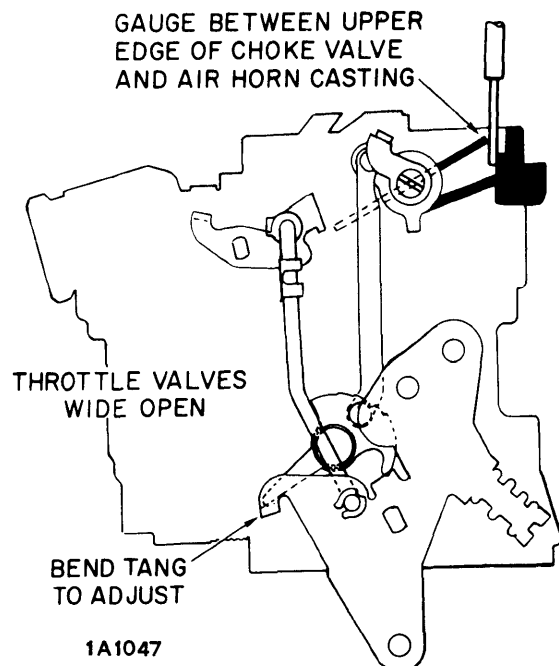 GAUGE BETWEEN UPPER
EDGE OF CHOKE VALVE
AND AIR HORN CASTING
THROTTLE VALVES
WIDE OPEN
BEND TANG
TO ADJUST
1A1047